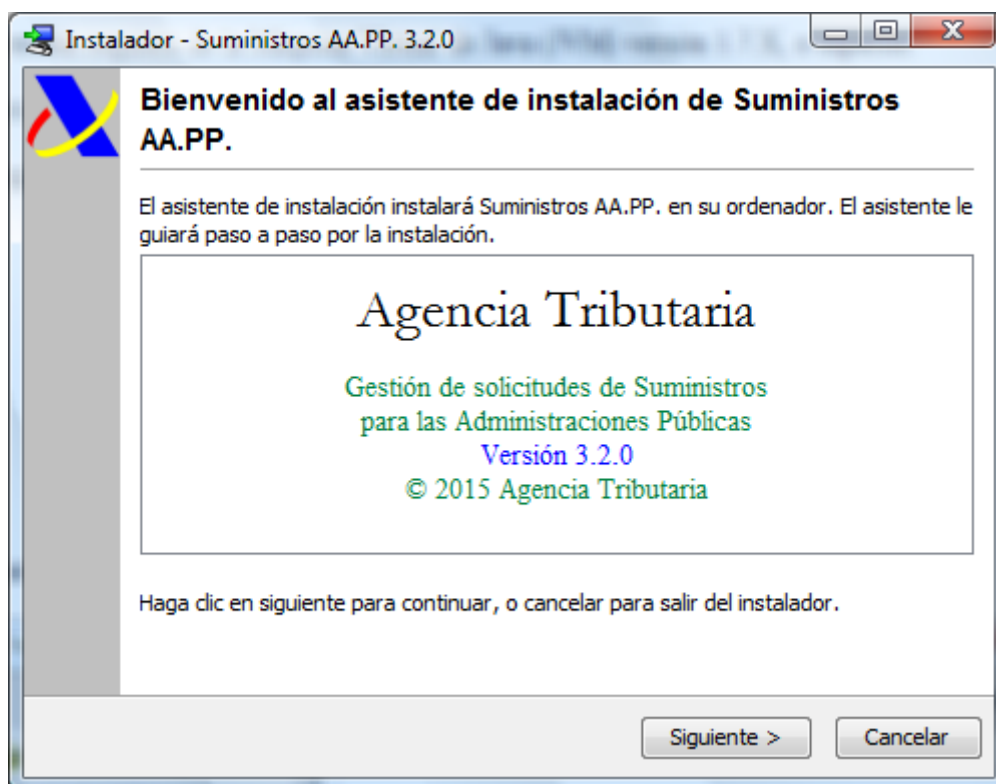 Instalador - Suministros AA.PP. 3.2.0
Bienvenido al asistente de instalación de Suministros
AA.PP.
El asistente de instalación instalará Suministros AA.PP. en su ordenador. El asistente le
guiará paso a paso por la instalación.
Agencia Tributaria
Gestión de solicitudes de Suministros
para las Administraciones Públicas
Versión 3.2.0
© 2015 Agencia Tributaria
Haga clic en siguiente para continuar, o cancelar para salir del instalador.
Siguiente >
Cancelar